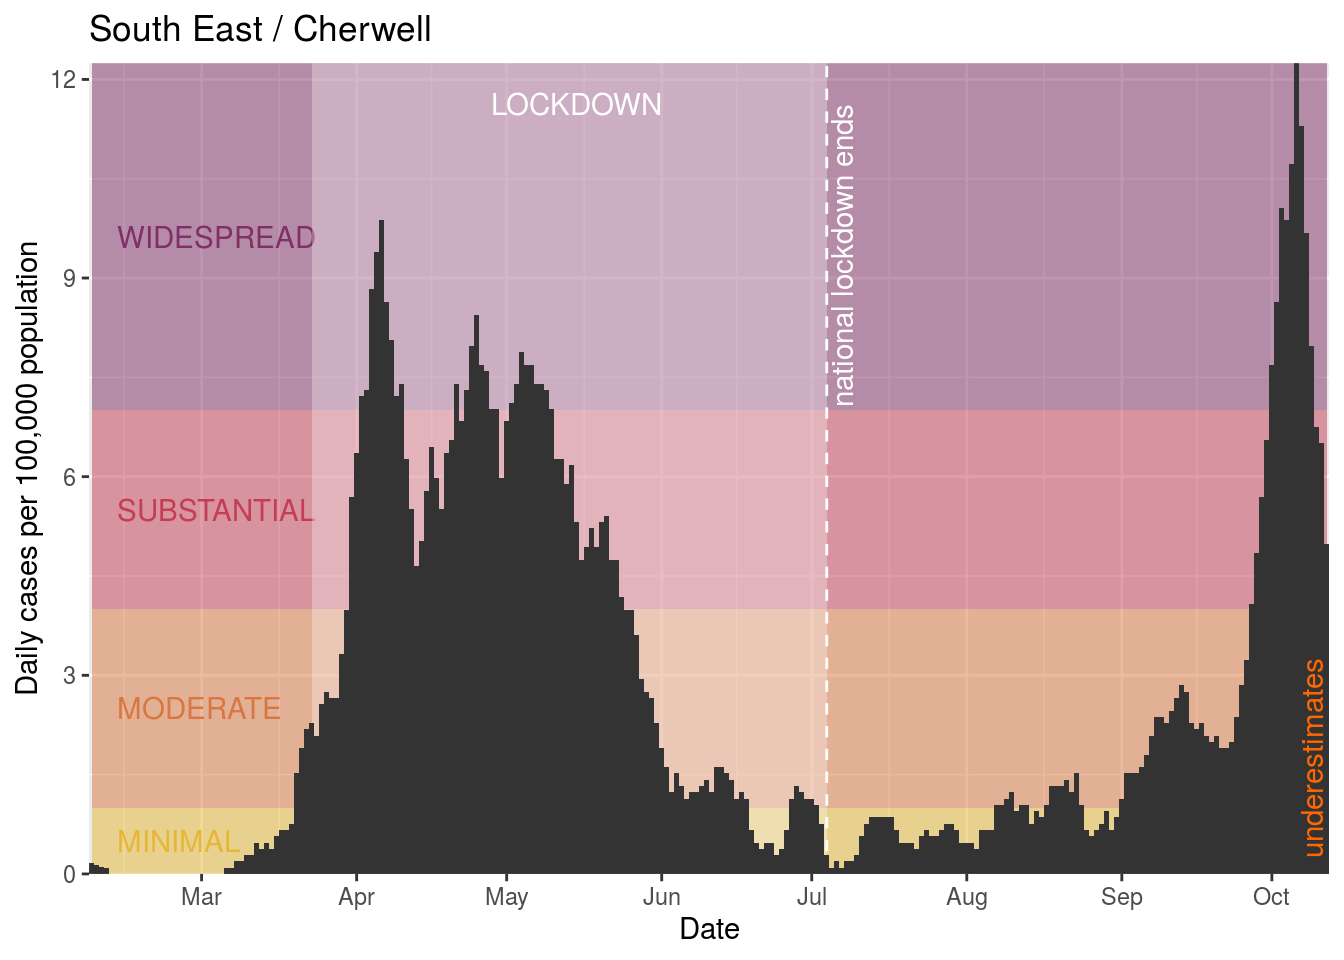 South East / Cherwell
12
9
6
3
0
Daily cases per 100,000 population
LOCKDOWN
WIDESPREAD
SUBSTANTIAL
MODERATE
MINIMAL
national lockdown ends
underestimates
Mar Apr May Jun Jul Aug Sep Oct
Date